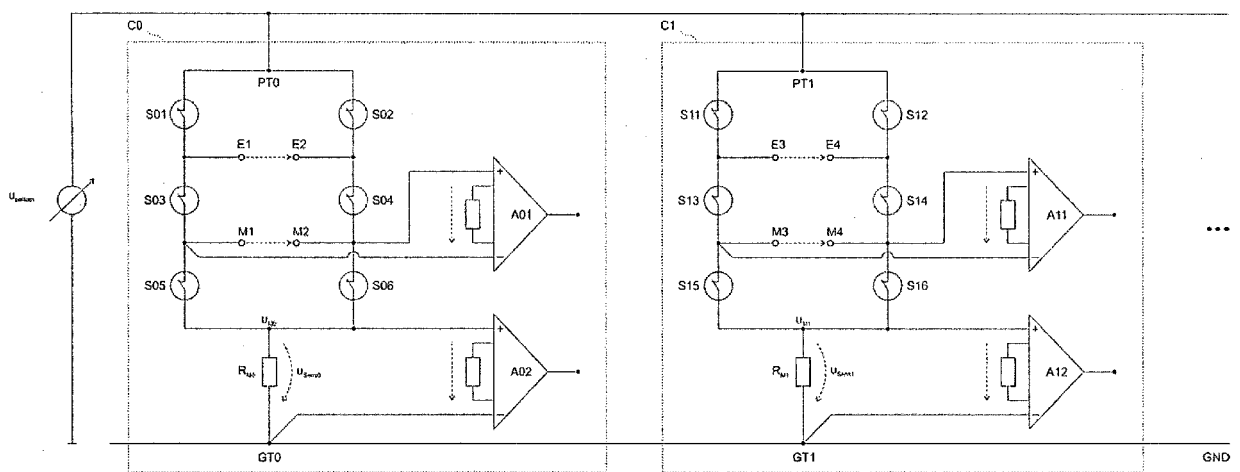 C0
C1
PT0
PT1
S01
S02
S11
S12
E1
E2
E3
E4
S03
S04
A01
S13
S14
A11
M1
M2
M3
M4
S05
S06
S15
S16
A02
A12
GT0
GT1
GND